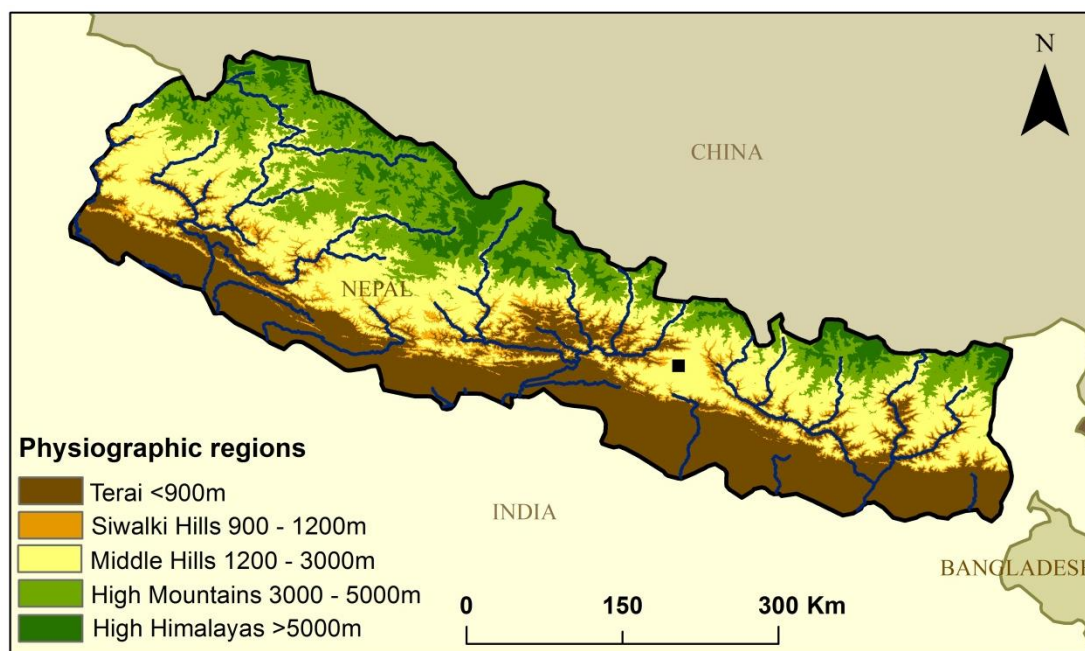 N
CHINA
NEPAL
INDIA
BANGLADESH
Physiographic regions
Terai <900m
Siwalki Hills 900 - 1200m
Middle Hills 1200 - 3000m
High Mountains 3000 - 5000m
High Himalayas >5000m
0 150 300 Km